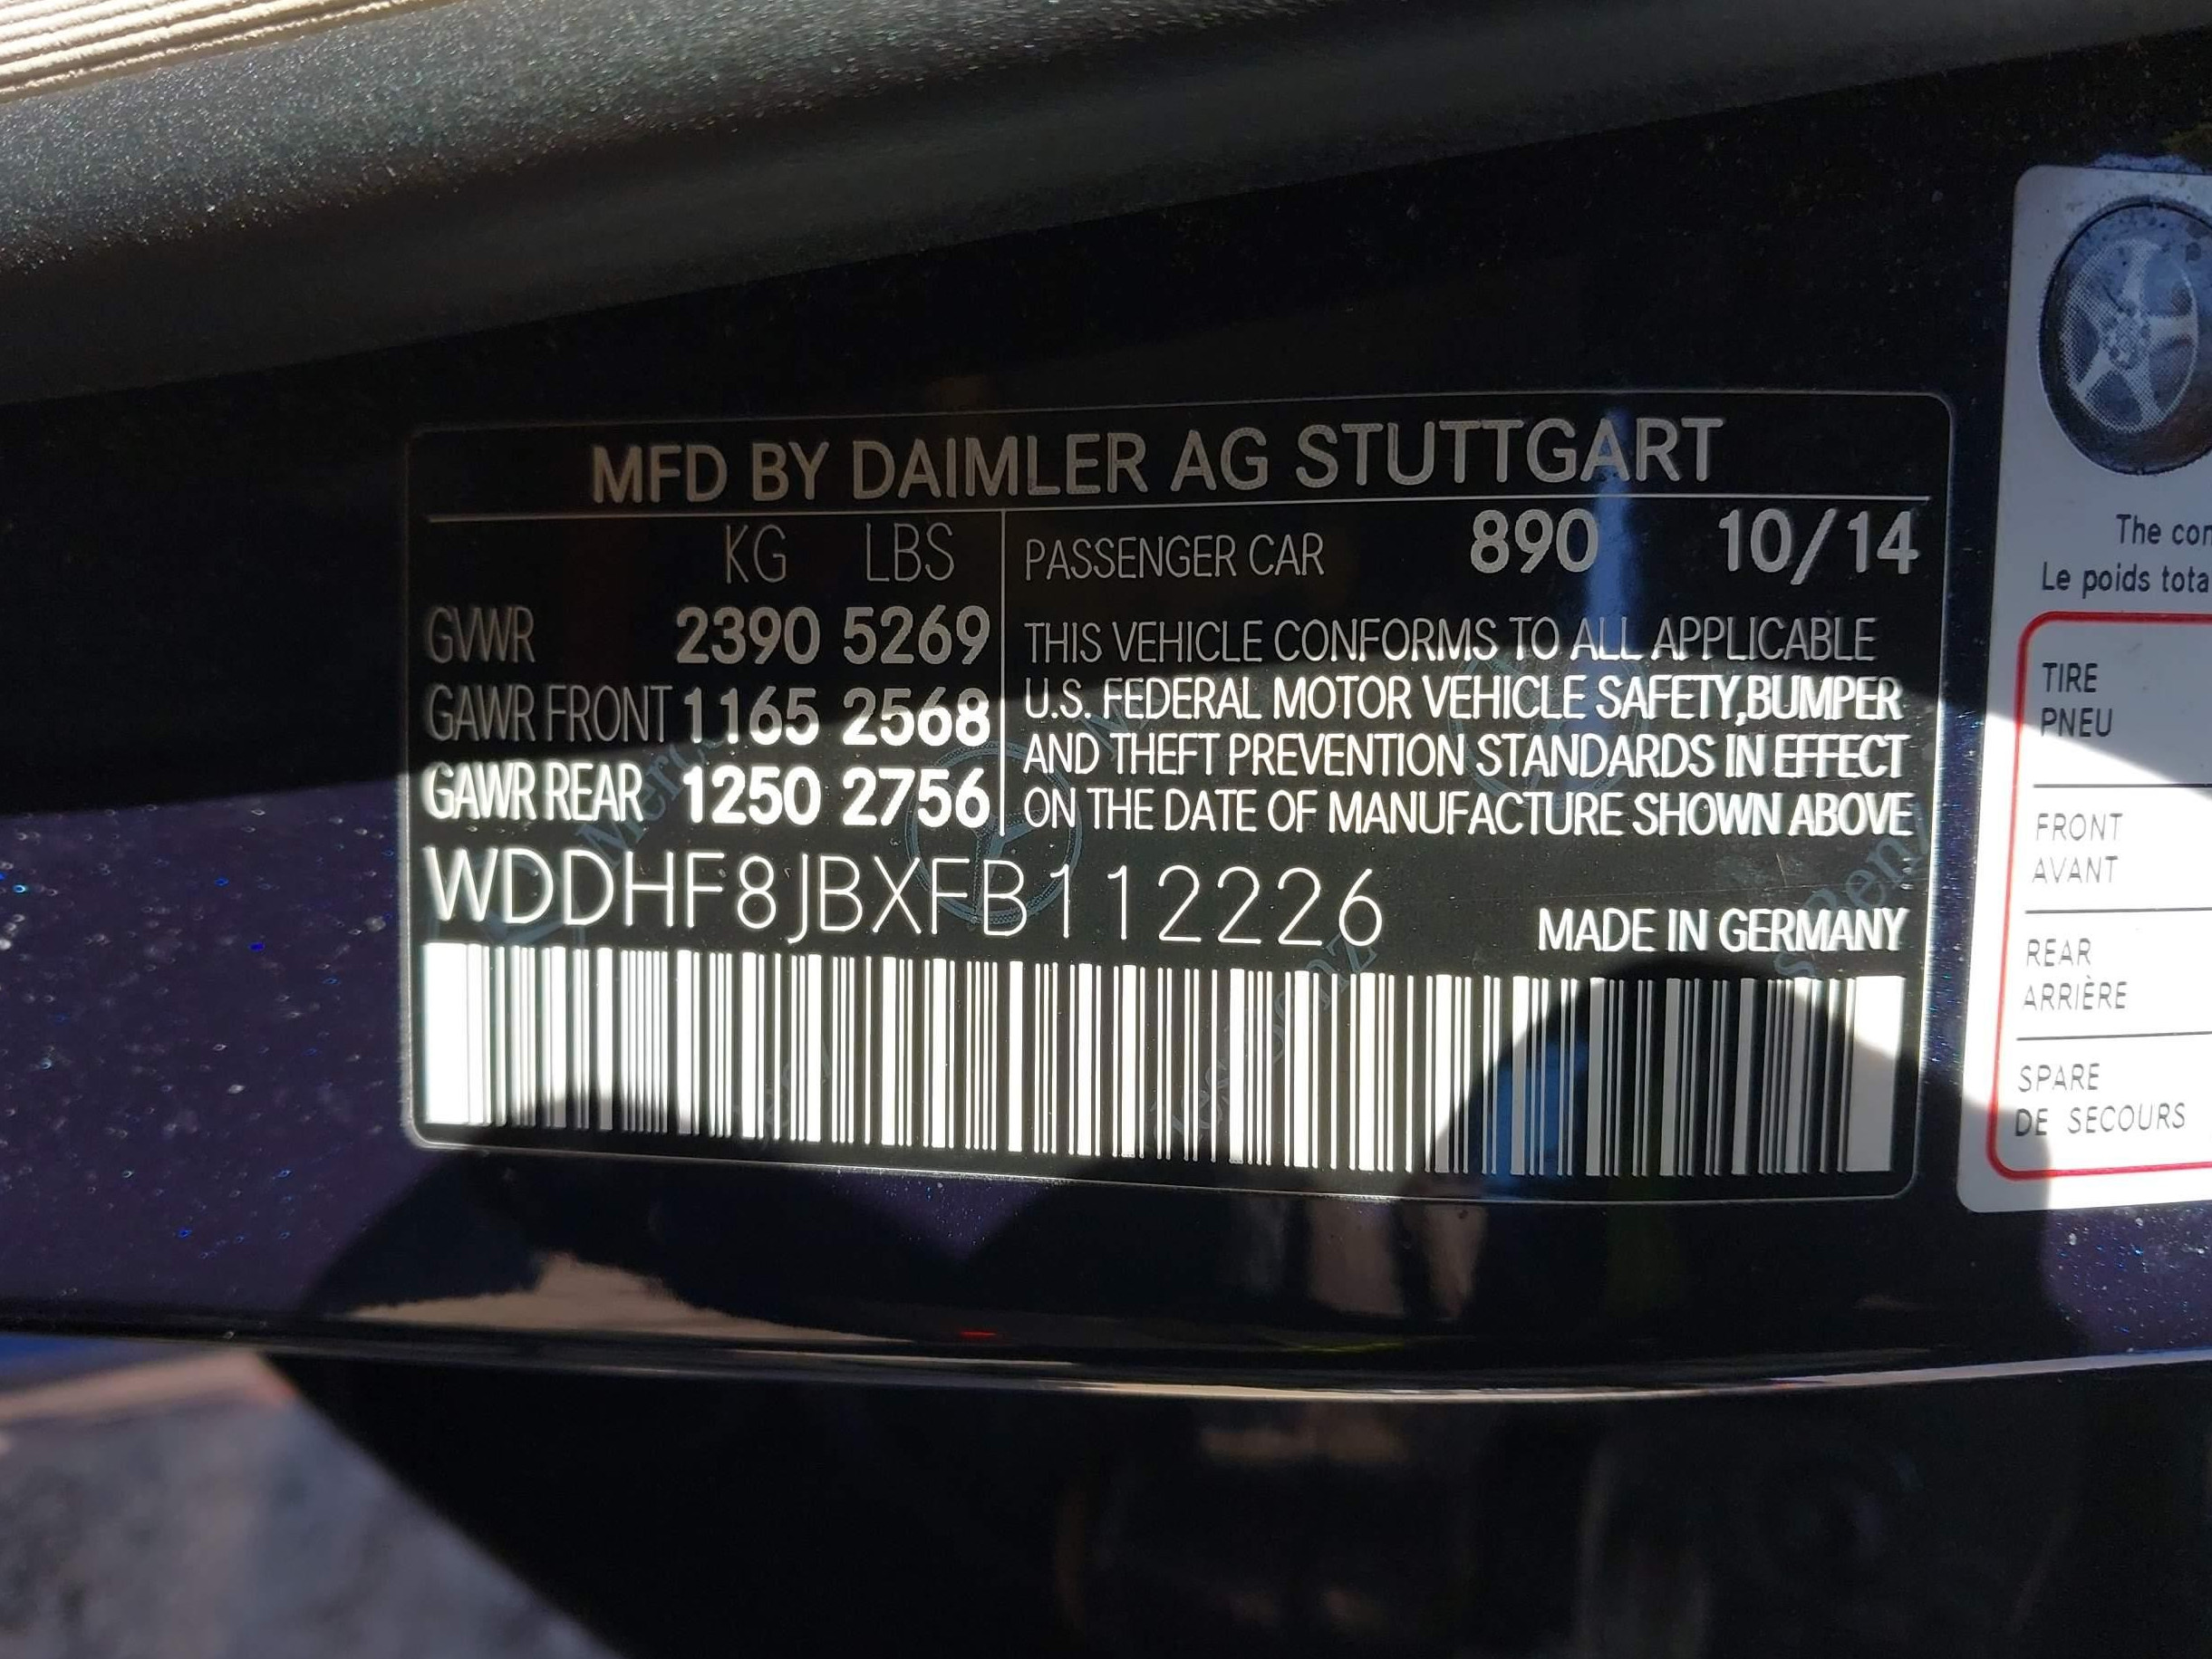 MFD BY DAIMLER AG STUTTGART
KG LBS
GVWR 2390 5269
GAWR FRONT 1165 2568
GAWR REAR 1250 2756
PASSENGER CAR 890 10/14
THIS VEHICLE CONFORMS TO ALL APPLICABLE
U.S. FEDERAL MOTOR VEHICLE SAFETY,BUMPER
AND THEFT PREVENTION STANDARDS IN EFFECT
ON THE DATE OF MANUFACTURE SHOWN ABOVE
WDDHF8JBXFB112226
MADE IN GERMANY
The
Le poids
TIRE
PNEU
FRONT
AVANT
REAR
ARRIÈRE
SPARE
DE SECOURS